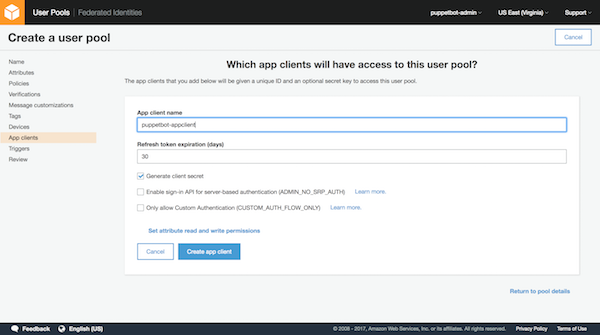 User Pools
Federated Identities
puppetbot-admin
US East (Virginia)
Support
Create a user pool
Cancel
Name
Attributes
Policies
Verifications
Message customizations
Tags
Devices
App clients
Triggers
Review
Which app clients will have access to this user pool?
The app clients that you add below will be given a unique ID and an optional secret key to access this user pool.
App client name
puppetbot-appclient
Refresh token expiration (days)
30
Generate client secret
Enable sign-in API for server-based authentication (ADMIN_NO_SRP_AUTH) Learn more.
Only allow Custom Authentication (CUSTOM_AUTH_FLOW_ONLY) Learn more.
Set attribute read and write permissions
Cancel
Create app client
Return to pool details
Feedback
English (US)
© 2008 - 2017, Amazon Web Services, Inc. or its affiliates. All rights reserved.
Privacy Policy
Terms of Use